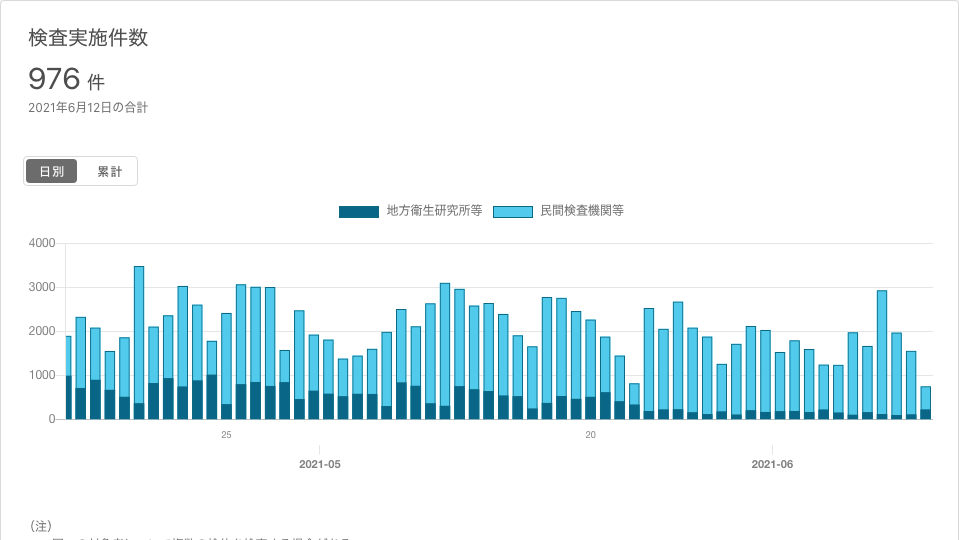 検査実施件数
976 件
2021年6月12日の合計
日別 累計
地方衛生研究所等 民間検査機関等
4000
3000
2000
1000
0
25 20
2021-05 2021-06
（注）